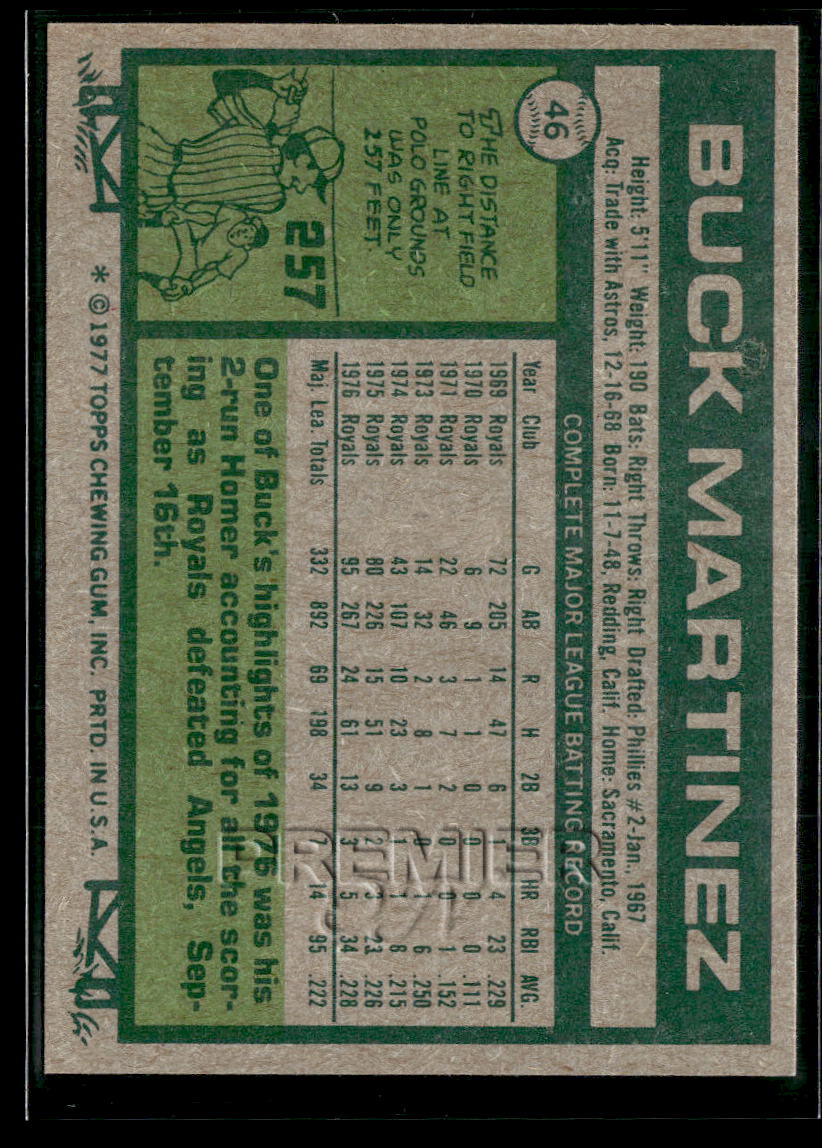 BUCK MARTINEZ
46
Height: 5'11" Weight: 190 Bats: Right Throws: Right Drafted: Phillies #2-Jan., 1967
Acq: Trade with Astros, 12-16-68 Born: 11-7-48, Redding, Calif. Home: Sacramento, Calif.
THE DISTANCE
TO RIGHT FIELD
LINE AT
POLO GROUNDS
WAS ONLY
257 FEET.
257
COMPLETE MAJOR LEAGUE BATTING RECORD
Year Club G AB R H 2B 3B HR RBI AVG.
1969 Royals 72 205 14 47 6 1 4 23 .229
1970 Royals 6 9 1 1 0 0 0 0 .111
1971 Royals 22 46 3 7 2 0 0 1 .152
1973 Royals 14 32 2 8 1 0 1 6 .250
1974 Royals 43 107 10 23 3 1 1 8 .215
1975 Royals 80 226 15 51 9 2 3 23 .226
1976 Royals 95 267 24 61 13 3 5 34 .228
Maj. Lea. Totals 332 892 69 198 34 7 14 95 .222
One of Buck's highlights of 1976 was his
2-run Homer accounting for all the scor-
ing as Royals defeated Angels, Sep-
tember 16th.
* © 1977 TOPPS CHEWING GUM, INC. PRTD. IN U.S.A.
PREMIER